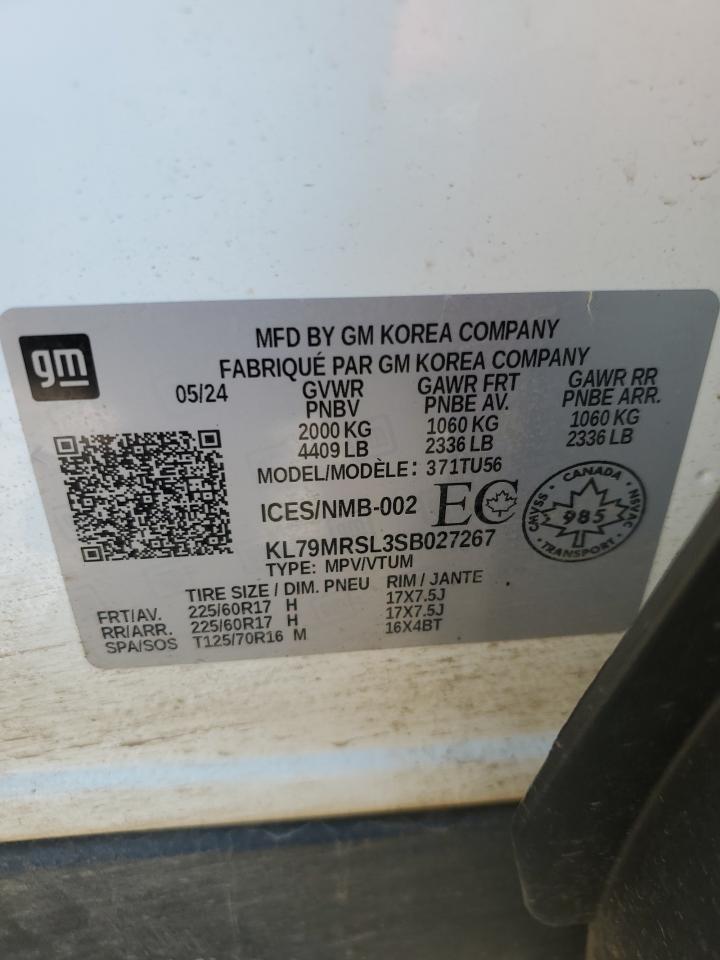 gm
MFD BY GM KOREA COMPANY
FABRIQUÉ PAR GM KOREA COMPANY
05/24
GVWR
PNBV
2000 KG
4409 LB
GAWR FRT
PNBE AV.
1060 KG
2336 LB
GAWR RR
PNBE ARR.
1060 KG
2336 LB
MODEL/MODÈLE: 371TU56
ICES/NMB-002
EC
CANADA
CMVSS
985
NSVAC
TRANSPORT
KL79MRSL3SB027267
TYPE: MPV/VTUM
TIRE SIZE / DIM. PNEU RIM / JANTE
FRT/AV. 225/60R17 H 17X7.5J
RR/ARR. 225/60R17 H 17X7.5J
SPA/SOS T125/70R16 M 16X4BT